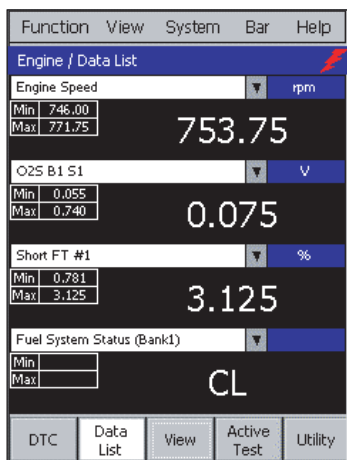 Function View System Bar Help
Engine / Data List
Engine Speed rpm
Min 746.00
Max 771.75
753.75
O2S B1 S1 V
Min 0.055
Max 0.740
0.075
Short FT #1 %
Min 0.781
Max 3.125
3.125
Fuel System Status (Bank1)
Min
Max
CL
DTC Data List View Active Test Utility